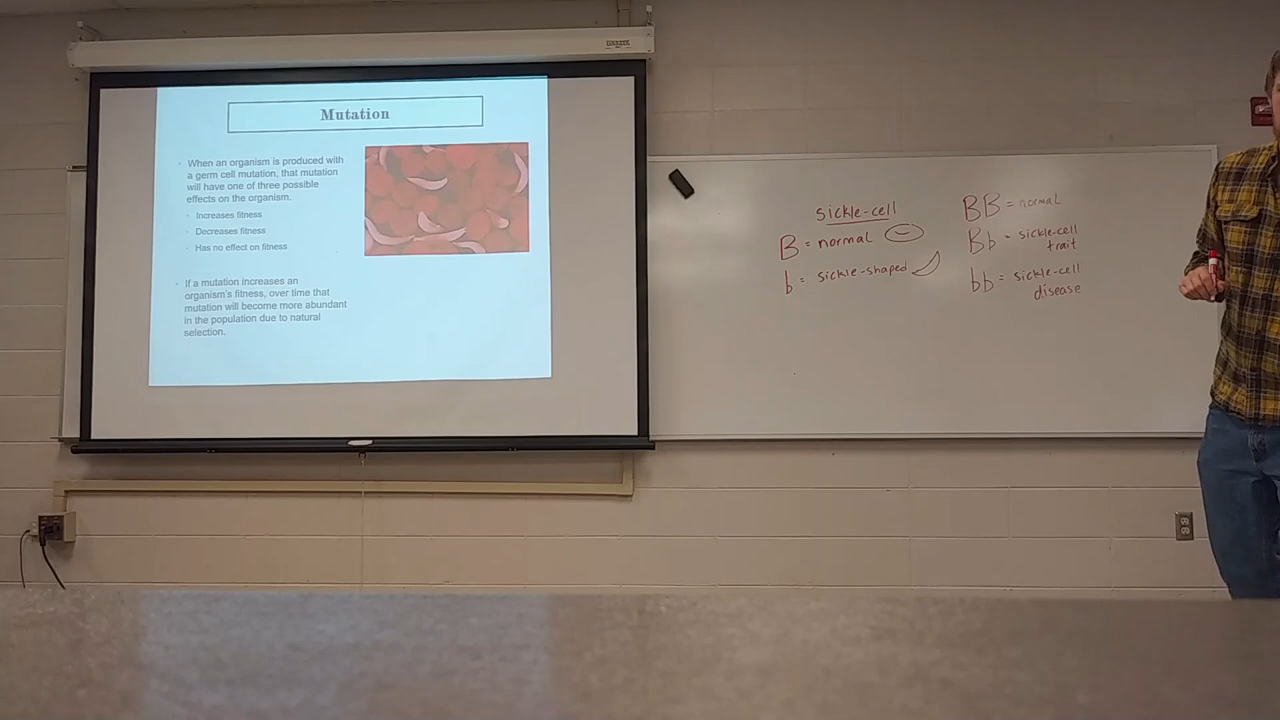 Mutation
When an organism is produced with
a germ cell mutation, that mutation
will have one of three possible
effects on the organism.
Increases fitness
Decreases fitness
Has no effect on fitness
If a mutation increases an
organism's fitness, over time that
mutation will become more abundant
in the population due to natural
selection.
sickle-cell
B = normal
b = sickle-shaped
BB = normal
Bb = sickle-cell
trait
bb = sickle-cell
disease